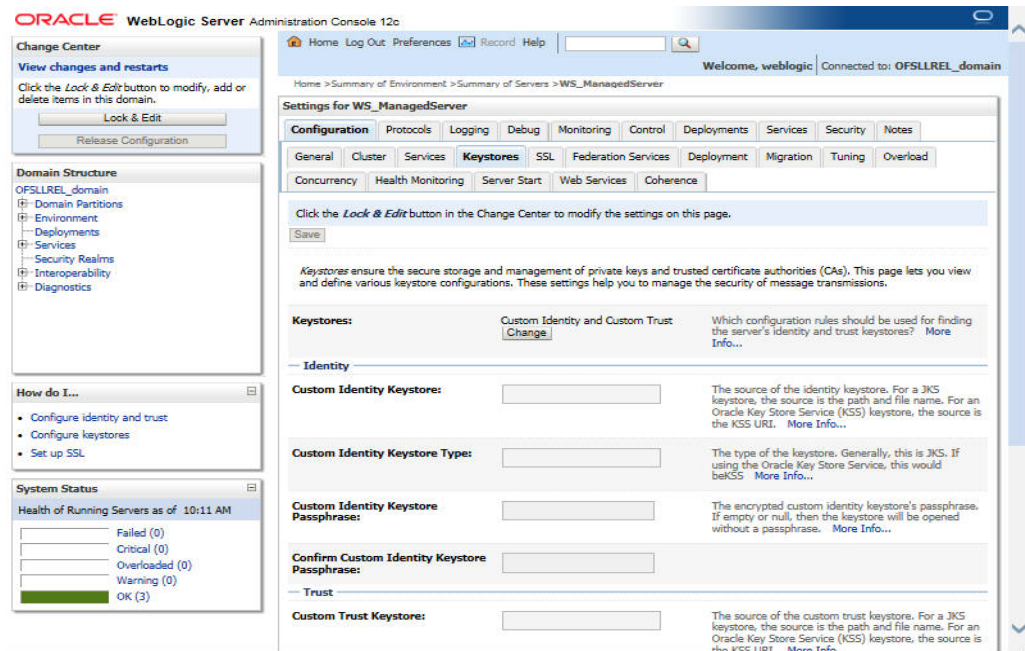 ORACLE WebLogic Server Administration Console 12c
Change Center
View changes and restarts
Click the Lock & Edit button to modify, add or
delete items in this domain.
Lock & Edit
Release Configuration
Domain Structure
OFSLLREL_domain
Domain Partitions
Environment
Deployments
Services
Security Realms
Interoperability
Diagnostics
How do I...
Configure identity and trust
Configure keystores
Set up SSL
System Status
Health of Running Servers as of 10:11 AM
Failed (0)
Critical (0)
Overloaded (0)
Warning (0)
OK (3)
Home Log Out Preferences Record Help
Welcome, weblogic Connected to: OFSLLREL_domain
Home >Summary of Environment >Summary of Servers >WS_ManagedServer
Settings for WS_ManagedServer
Configuration Protocols Logging Debug Monitoring Control Deployments Services Security Notes
General Cluster Services Keystores SSL Federation Services Deployment Migration Tuning Overload
Concurrency Health Monitoring Server Start Web Services Coherence
Click the Lock & Edit button in the Change Center to modify the settings on this page.
Save
Keystores ensure the secure storage and management of private keys and trusted certificate authorities (CAs). This page lets you view
and define various keystore configurations. These settings help you to manage the security of message transmissions.
Keystores: Custom Identity and Custom Trust Which configuration rules should be used for finding
Change the server's identity and trust keystores? More
Info...
Identity
Custom Identity Keystore: The source of the identity keystore. For a JKS
keystore, the source is the path and file name. For an
Oracle Key Store Service (KSS) keystore, the source is
the KSS URI. More Info...
Custom Identity Keystore Type: The type of the keystore. Generally, this is JKS. If
using the Oracle Key Store Service, this would
beKSS More Info...
Custom Identity Keystore The encrypted custom identity keystore's passphrase.
Passphrase: If empty or null, then the keystore will be opened
without a passphrase. More Info...
Confirm Custom Identity Keystore
Passphrase:
Trust
Custom Trust Keystore: The source of the custom trust keystore. For a JKS
keystore, the source is the path and file name. For an
Oracle Key Store Service (KSS) keystore, the source is
the KSS URI. More Info